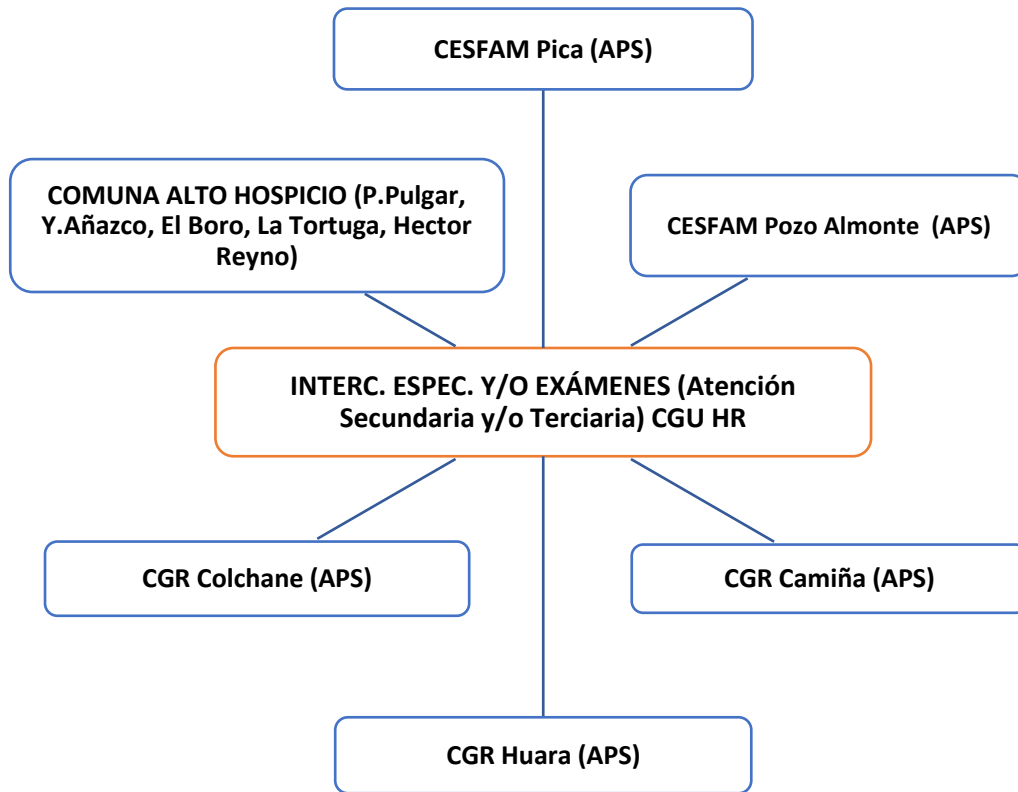 CESFAM Pica (APS)
COMUNA ALTO HOSPICIO (P.Pulgar,
Y.Añazco, El Boro, La Tortuga, Hector
Reyno)
CESFAM Pozo Almonte (APS)
INTERC. ESPEC. Y/O EXÁMENES (Atención
Secundaria y/o Terciaria) CGU HR
CGR Colchane (APS)
CGR Camiña (APS)
CGR Huara (APS)